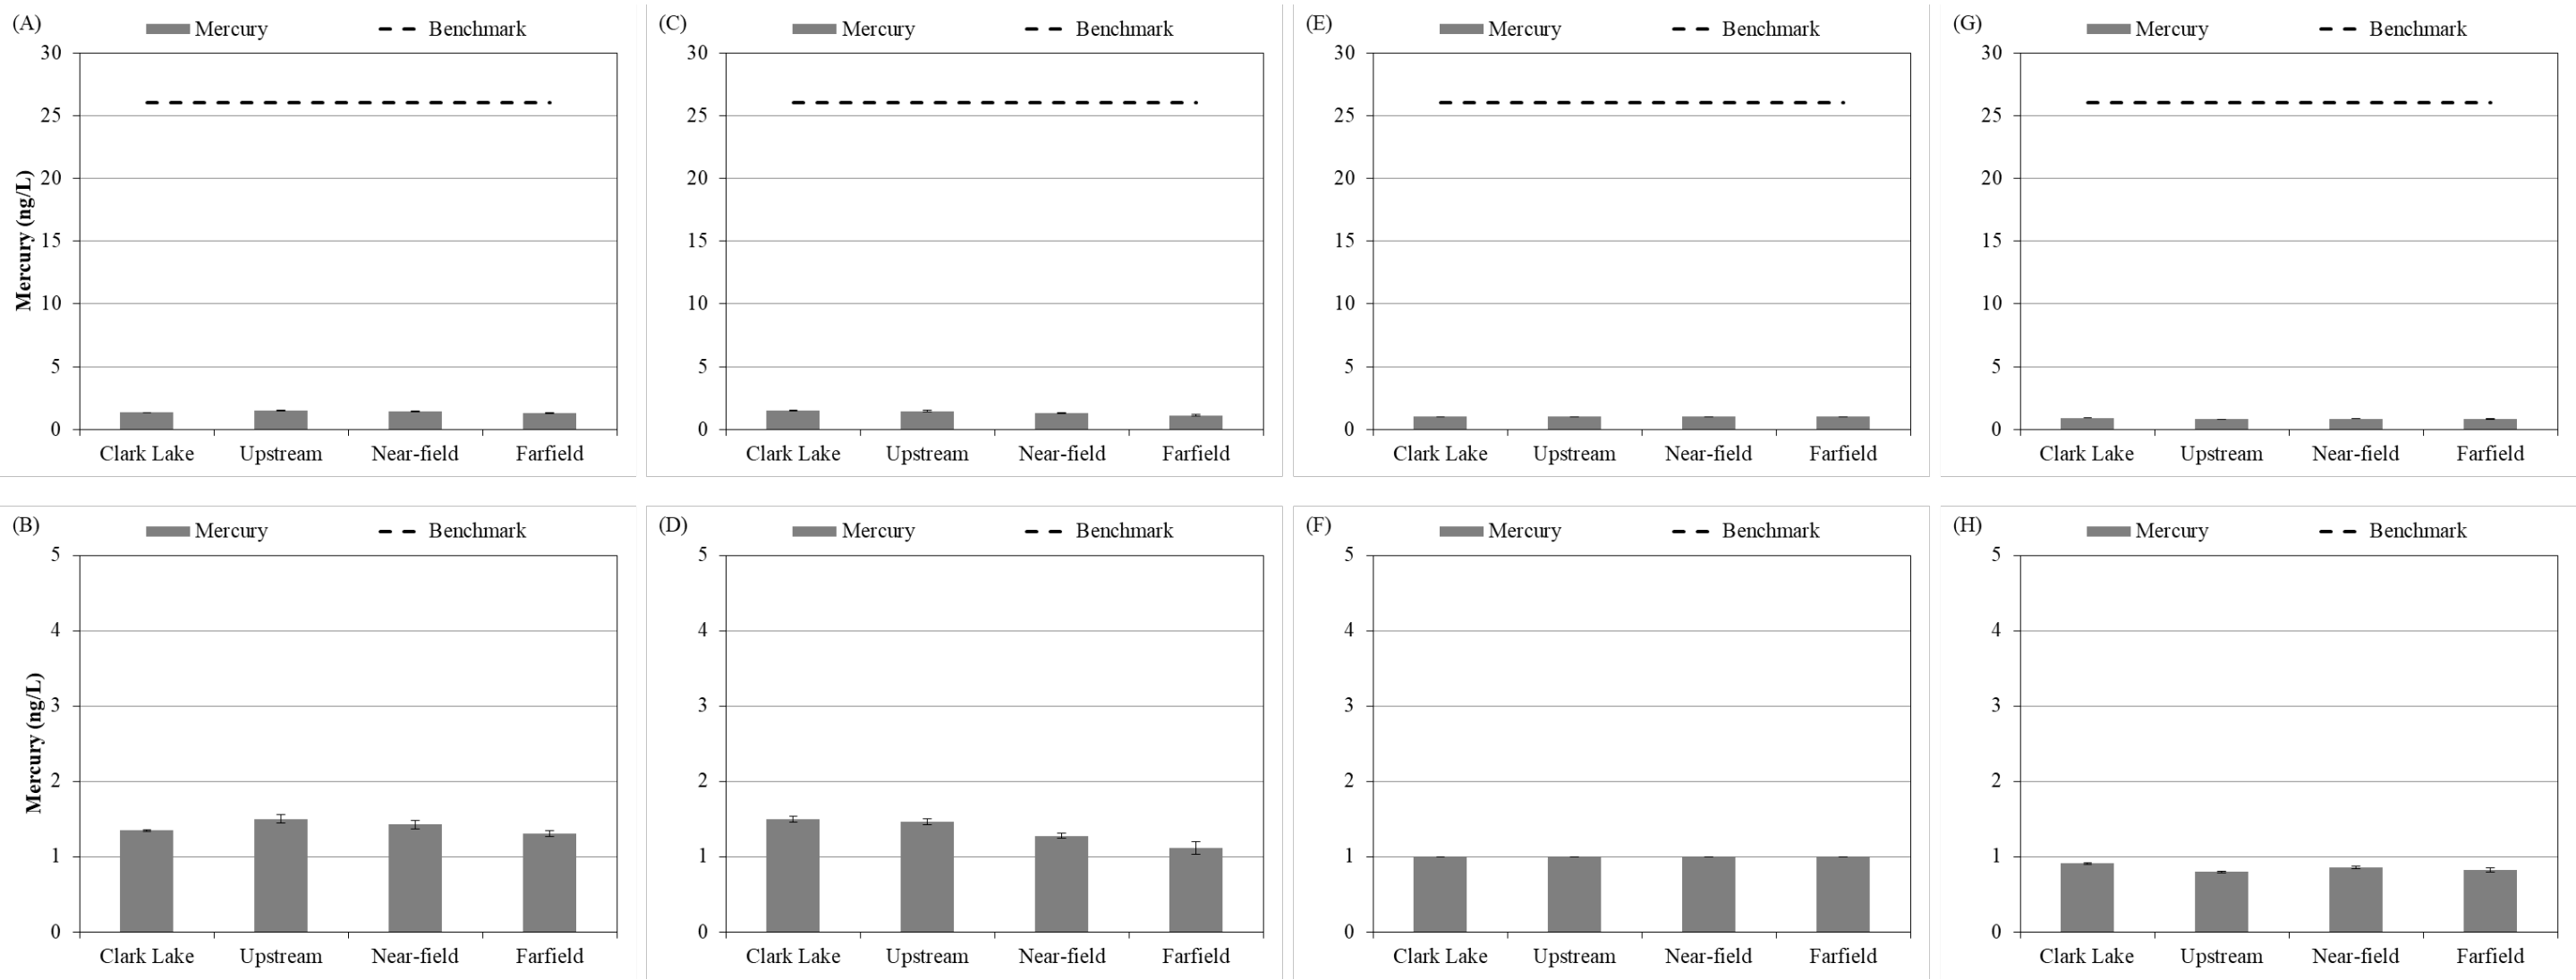 (A) Mercury Benchmark
30
25
20
15
10
5
0
Mercury (ng/L)
Clark Lake Upstream Near-field Farfield
(C) Mercury Benchmark
30
25
20
15
10
5
0
Clark Lake Upstream Near-field Farfield
(E) Mercury Benchmark
30
25
20
15
10
5
0
Clark Lake Upstream Near-field Farfield
(G) Mercury Benchmark
30
25
20
15
10
5
0
Clark Lake Upstream Near-field Farfield
(B) Mercury Benchmark
5
4
3
2
1
0
Mercury (ng/L)
Clark Lake Upstream Near-field Farfield
(D) Mercury Benchmark
5
4
3
2
1
0
Clark Lake Upstream Near-field Farfield
(F) Mercury Benchmark
5
4
3
2
1
0
Clark Lake Upstream Near-field Farfield
(H) Mercury Benchmark
5
4
3
2
1
0
Clark Lake Upstream Near-field Farfield